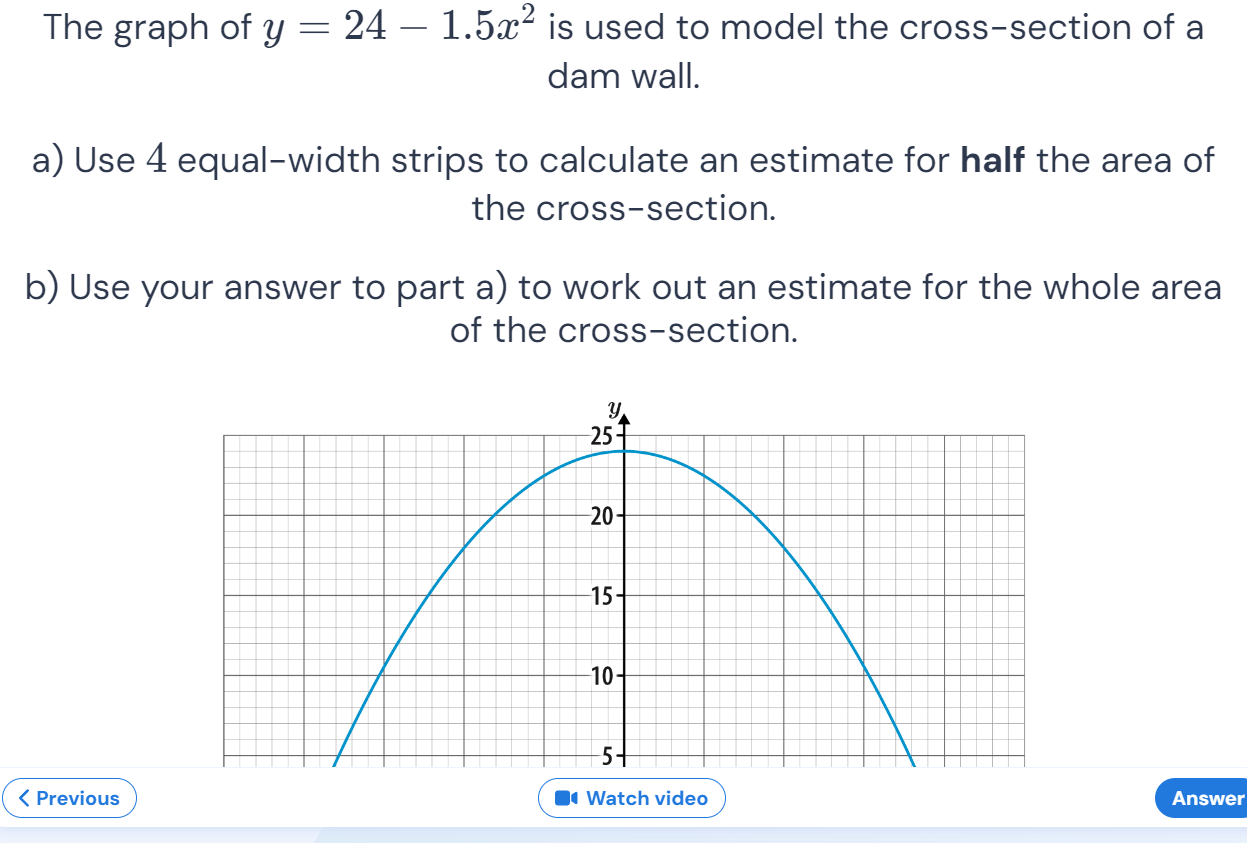 The graph of y = 24 − 1.5x² is used to model the cross-section of a
dam wall.
a) Use 4 equal-width strips to calculate an estimate for half the area of
the cross-section.
b) Use your answer to part a) to work out an estimate for the whole area
of the cross-section.
y
25
20
15
10
5
Previous
Watch video
Answer